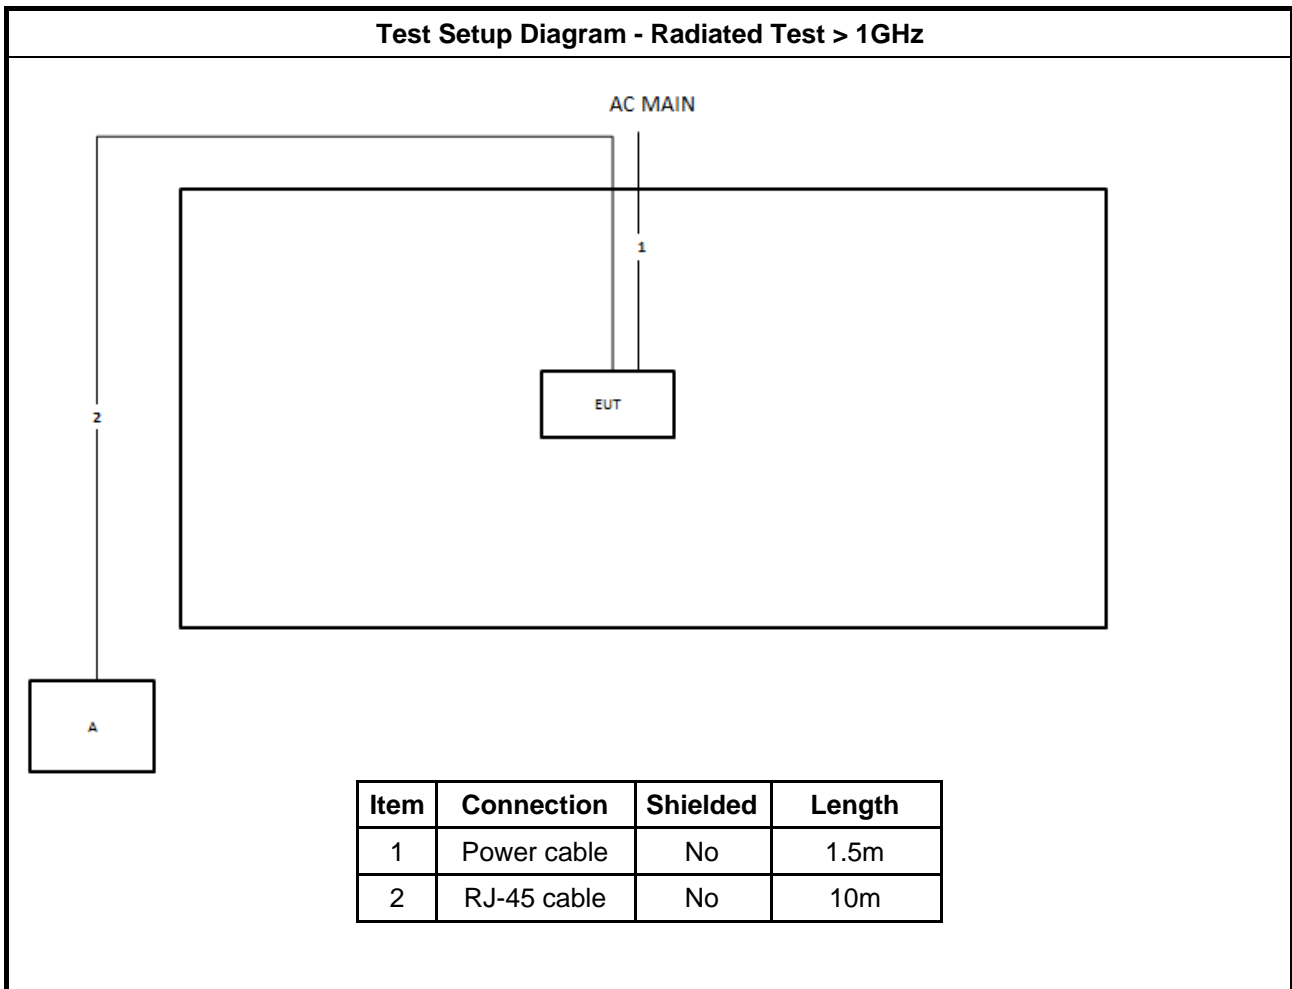 Test Setup Diagram - Radiated Test > 1GHz
AC MAIN
1
EUT
2
A
Item Connection Shielded Length
1 Power cable No 1.5m
2 RJ-45 cable No 10m